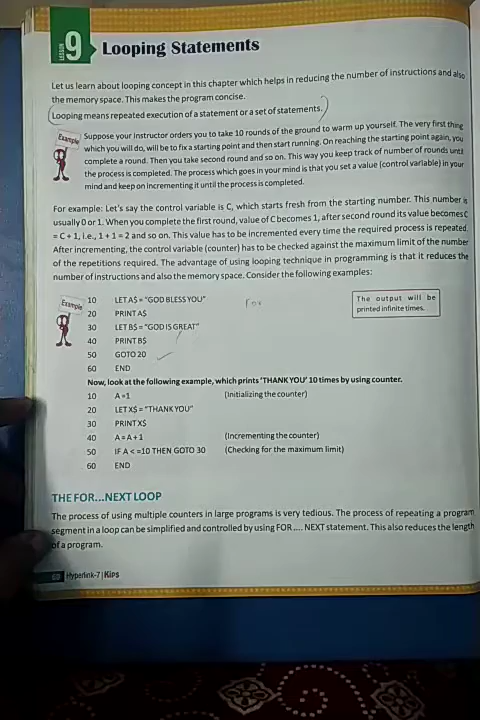 LESSON 9 Looping Statements
Let us learn about looping concept in this chapter which helps in reducing the number of instructions and also
the memory space. This makes the program concise.
Looping means repeated execution of a statement or a set of statements.
Example
Suppose your instructor orders you to take 10 rounds of the ground to warm up yourself. The very first thing
which you will do, will be to fix a starting point and then start running. On reaching the starting point again, you
complete a round. Then you take second round and so on. This way you keep track of number of rounds until
the process is completed. The process which goes in your mind is that you set a value (control variable) in your
mind and keep on incrementing it until the process is completed.
For example: Let's say the control variable is C, which starts fresh from the starting number. This number is
usually 0 or 1. When you complete the first round, value of C becomes 1, after second round its value becomes C
= C + 1, i.e., 1 + 1 = 2 and so on. This value has to be incremented every time the required process is repeated.
After incrementing, the control variable (counter) has to be checked against the maximum limit of the number
of the repetitions required. The advantage of using looping technique in programming is that it reduces the
number of instructions and also the memory space. Consider the following examples:
Example
10 LET A$ = "GOD BLESS YOU"
For
The output will be
printed infinite times.
20 PRINT A$
30 LET B$ = "GOD IS GREAT"
40 PRINT B$
50 GOTO 20
60 END
Now, look at the following example, which prints 'THANK YOU' 10 times by using counter.
10 A=1 (Initializing the counter)
20 LET X$ = "THANK YOU"
30 PRINT X$
40 A = A + 1 (Incrementing the counter)
50 IF A < =10 THEN GOTO 30 (Checking for the maximum limit)
60 END
THE FOR...NEXT LOOP
The process of using multiple counters in large programs is very tedious. The process of repeating a program
segment in a loop can be simplified and controlled by using FOR .... NEXT statement. This also reduces the length
of a program.
Hyperlink-7 | Kips